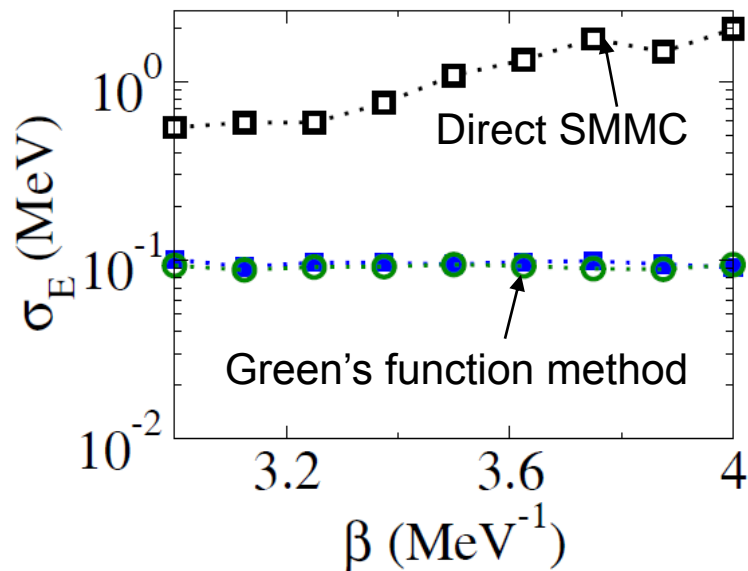 σ_E (MeV)
10^0
10^-1
10^-2
Direct SMMC
Green's function method
3.2 3.6 4
β (MeV^-1)